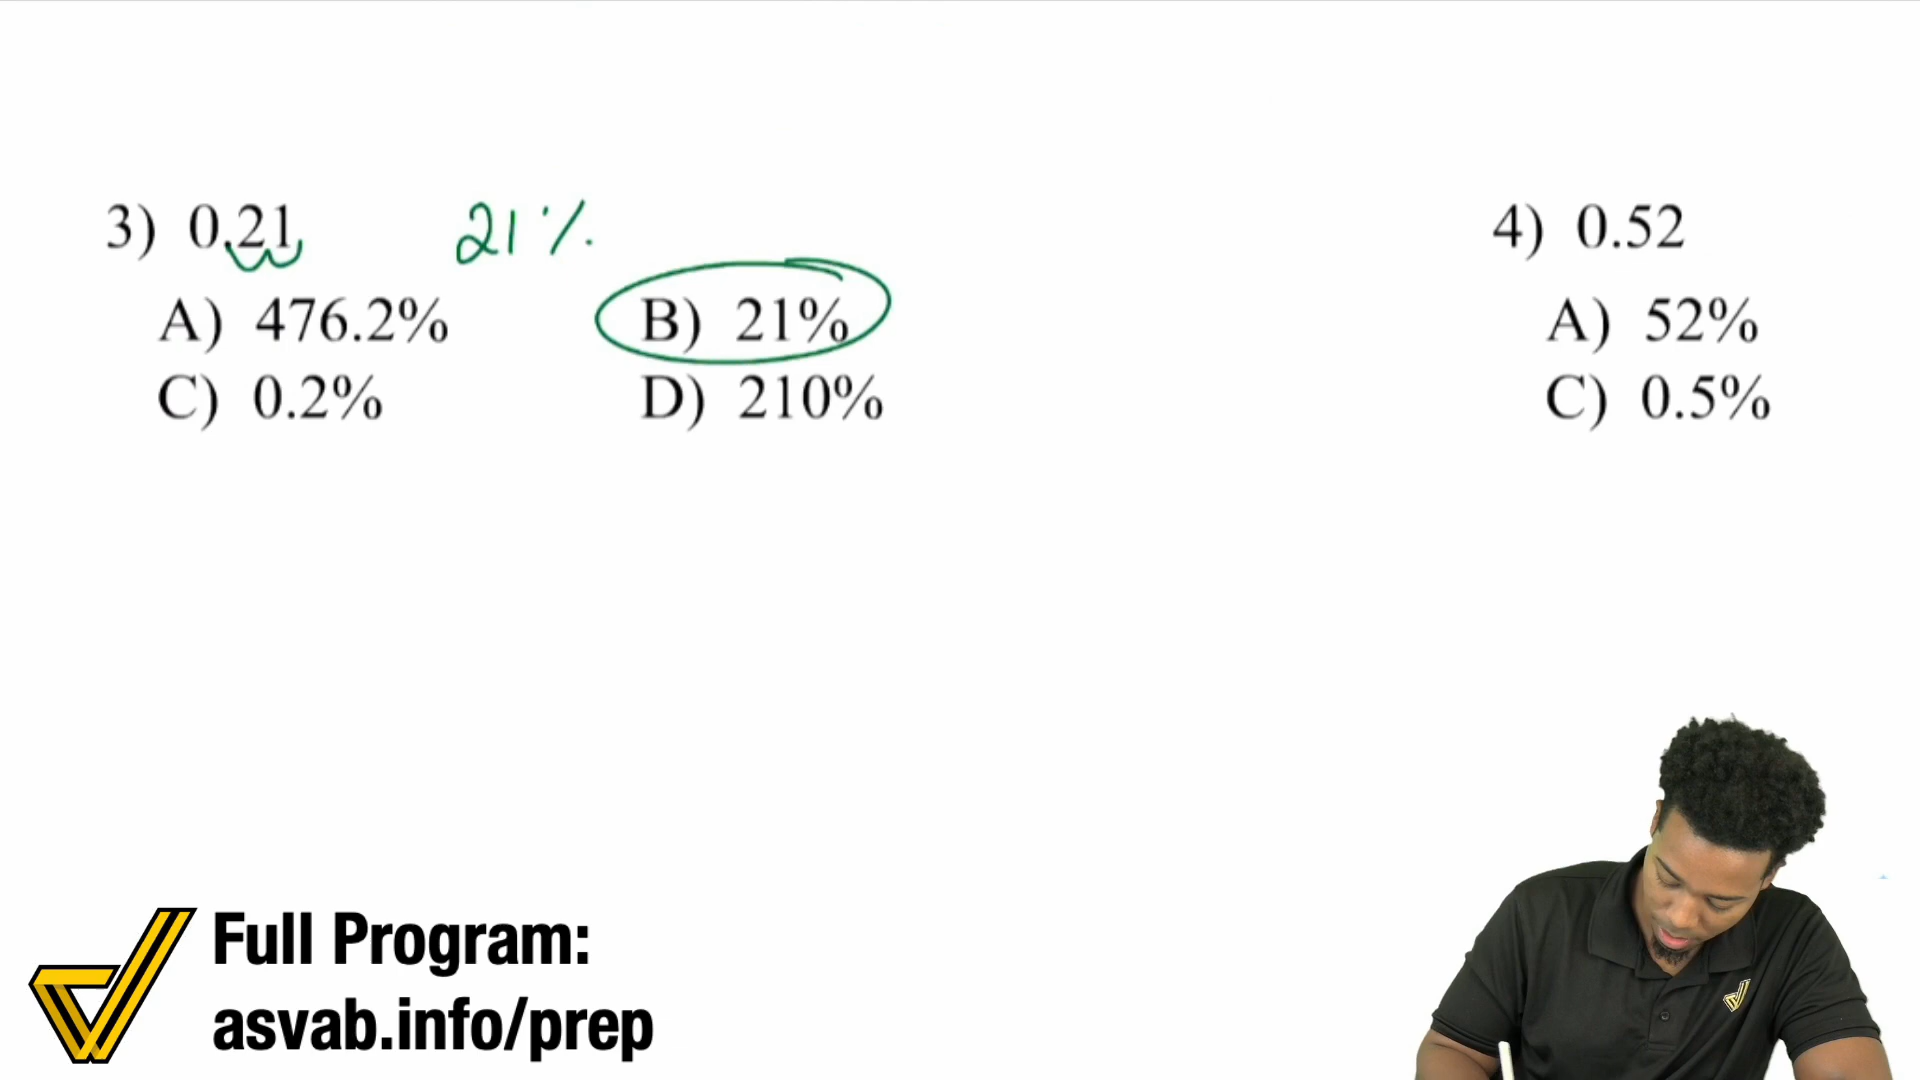 3) 0.21 21%
A) 476.2% B) 21%
C) 0.2% D) 210%
4) 0.52
A) 52%
C) 0.5%
Full Program:
asvab.info/prep